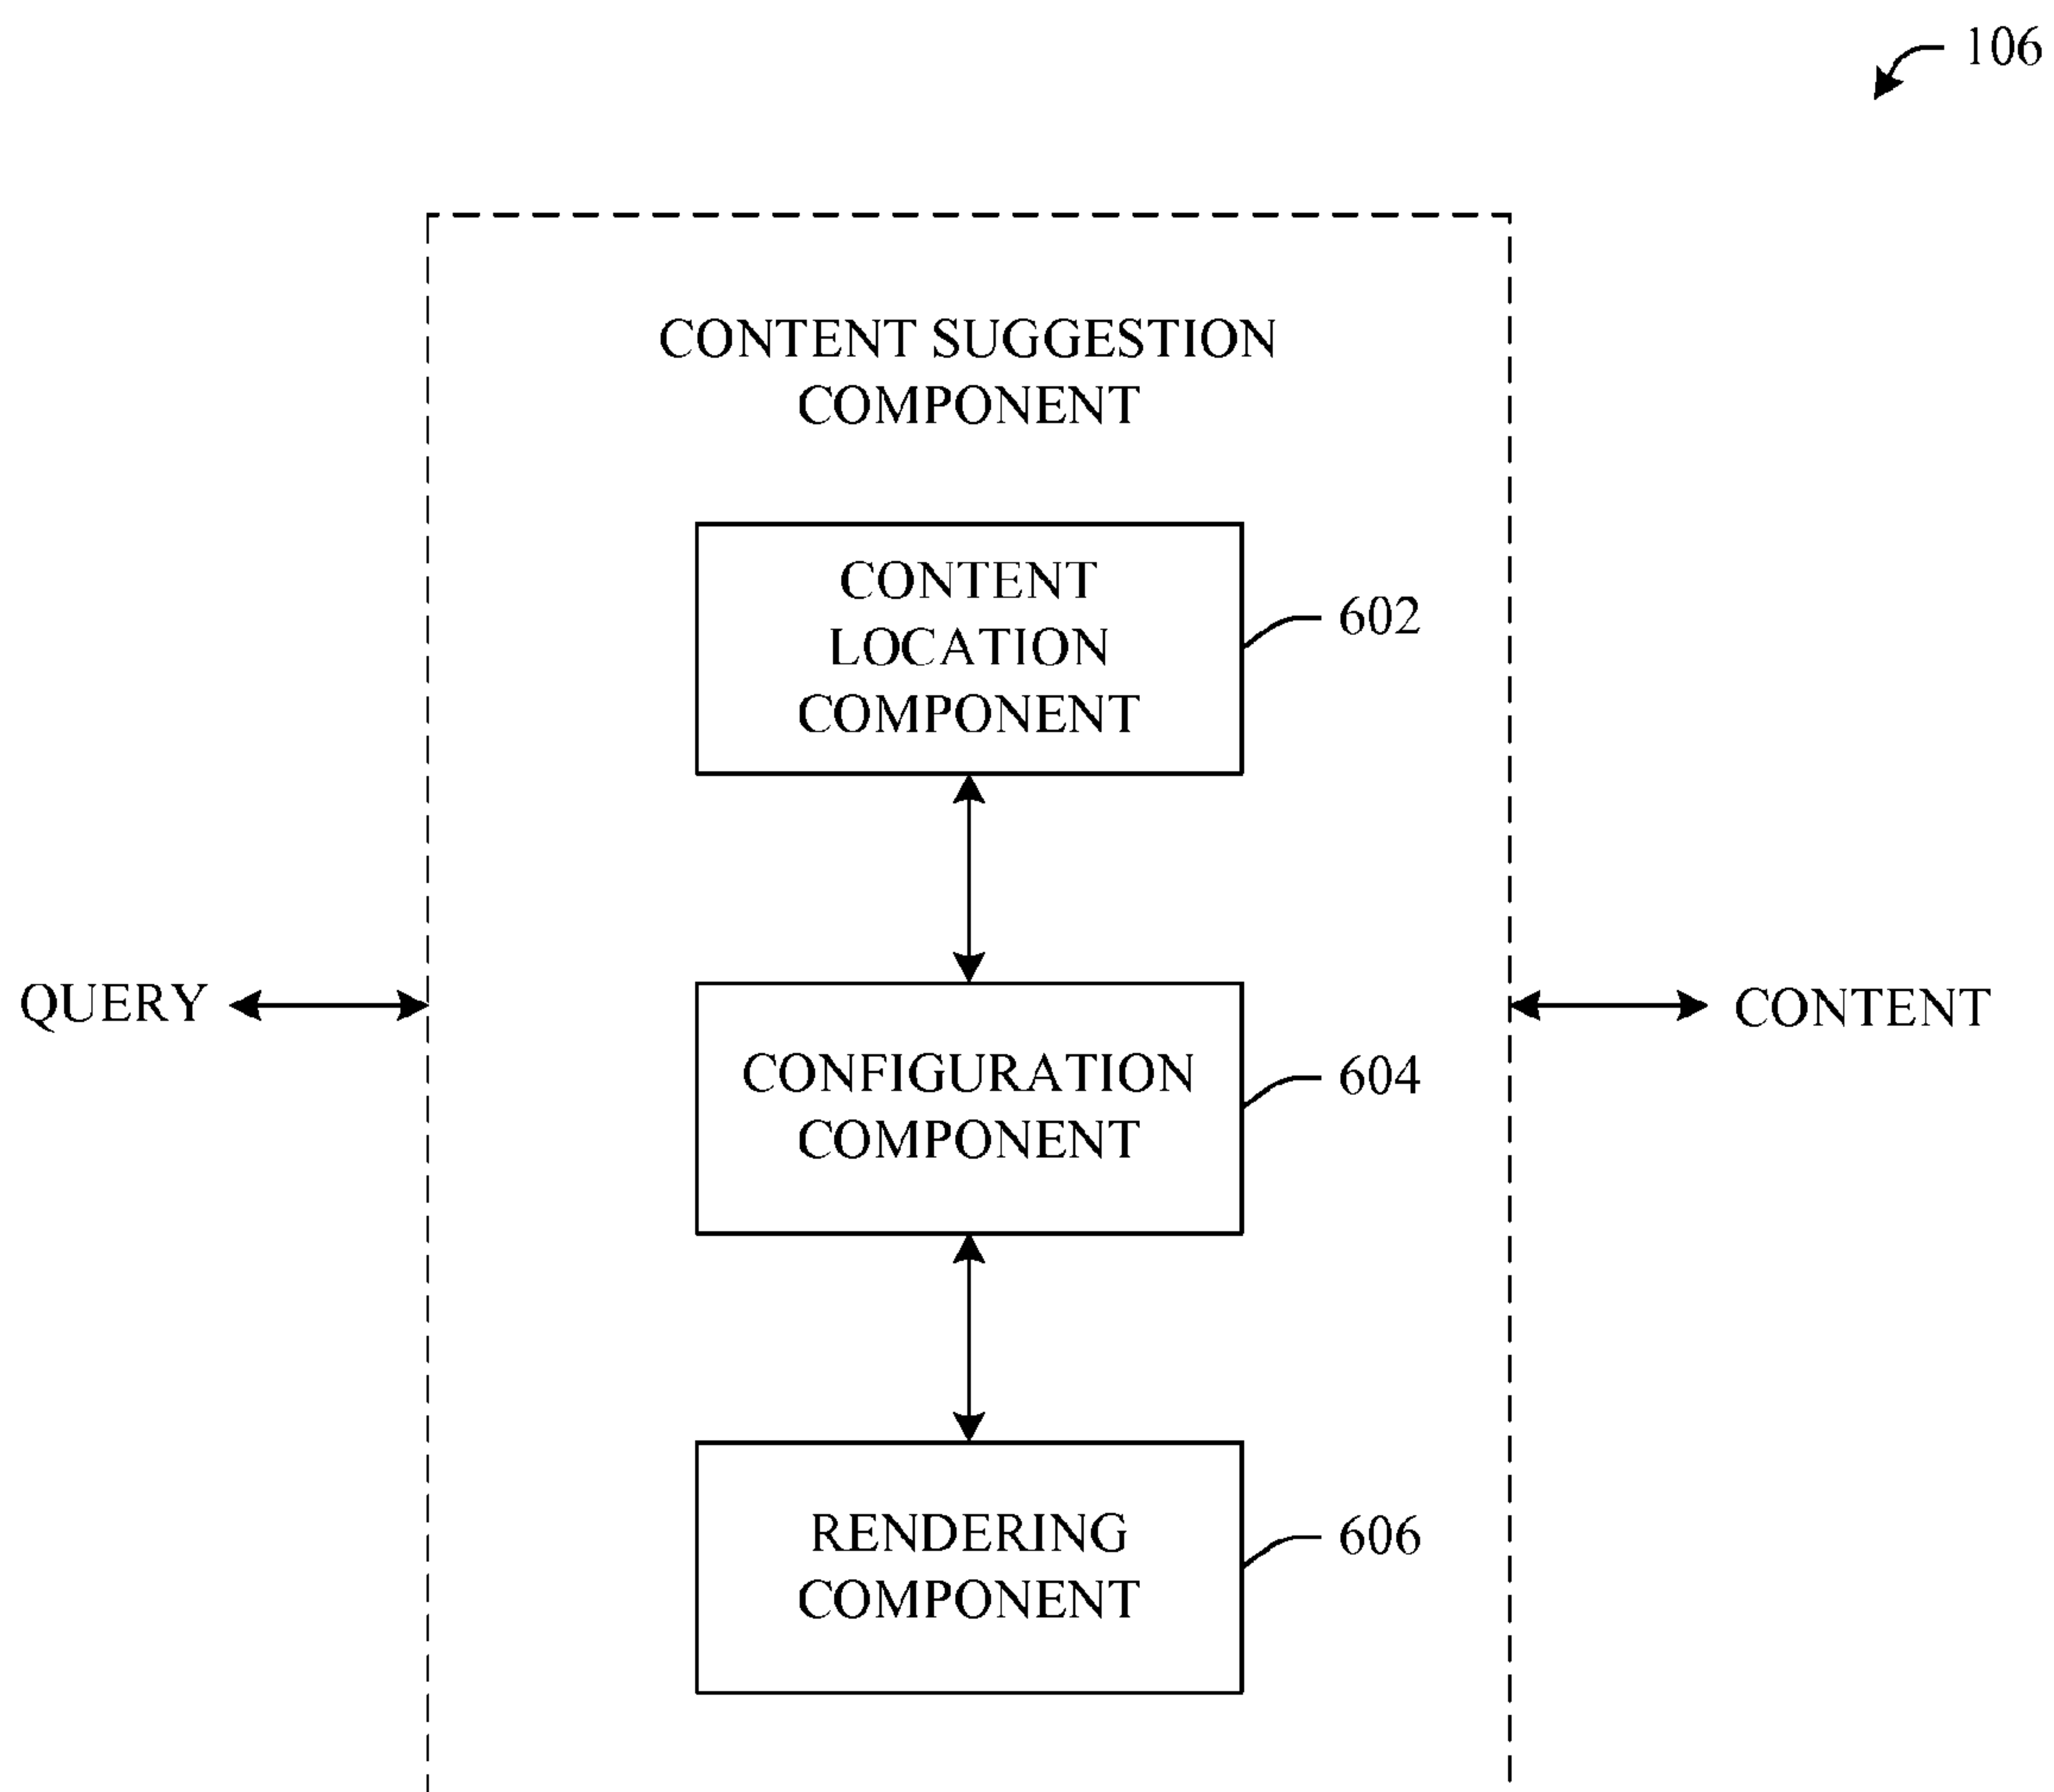 106
CONTENT SUGGESTION
COMPONENT
CONTENT
LOCATION
COMPONENT
602
QUERY
CONTENT
CONFIGURATION
COMPONENT
604
RENDERING
COMPONENT
606